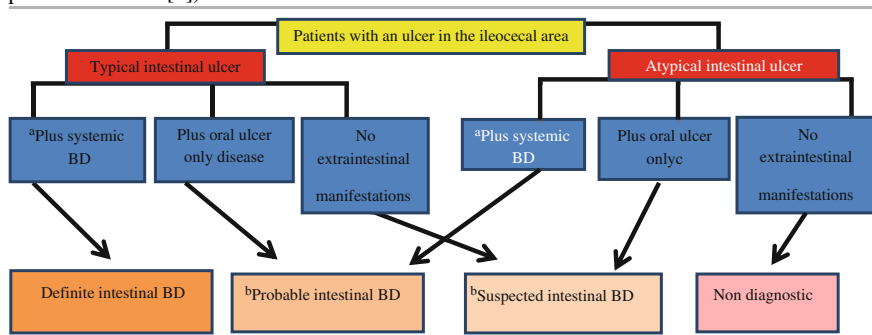 Patients with an ulcer in the ileocecal area
Typical intestinal ulcer
Atypical intestinal ulcer
ᵃPlus systemic
BD
Plus oral ulcer
only disease
No
extraintestinal
manifestations
ᵃPlus systemic
BD
Plus oral ulcer
onlyc
No
extraintestinal
manifestations
Definite intestinal BD
ᵇProbable intestinal BD
ᵇSuspected intestinal BD
Non diagnostic